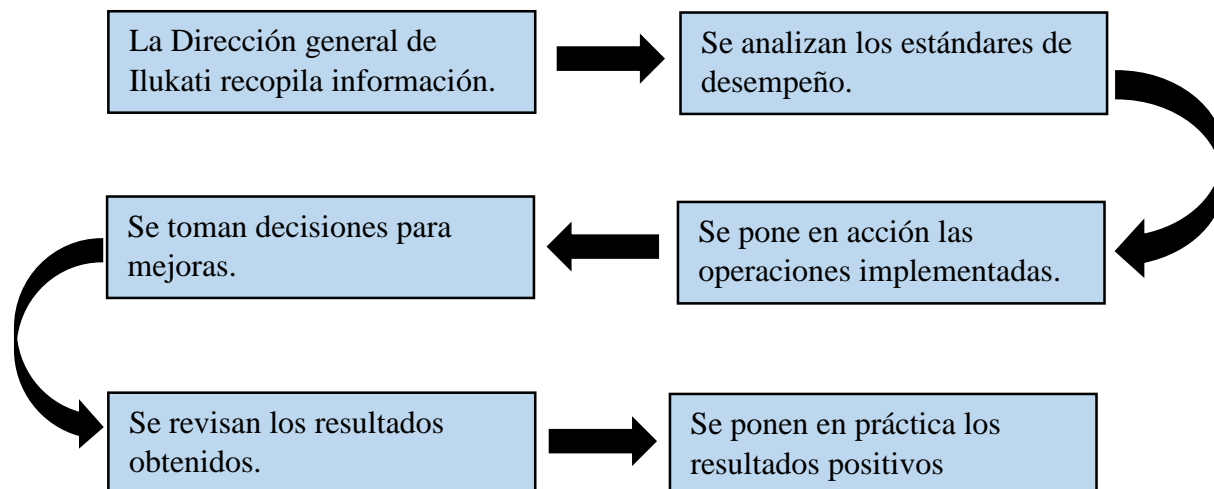 La Dirección general de
Ilukati recopila información.
Se analizan los estándares de
desempeño.
Se pone en acción las
operaciones implementadas.
Se toman decisiones para
mejoras.
Se revisan los resultados
obtenidos.
Se ponen en práctica los
resultados positivos